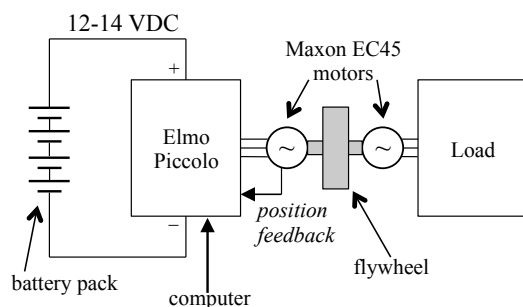 12-14 VDC
Maxon EC45
motors
+
Elmo
Piccolo
~
~
Load
−
position
feedback
battery pack
computer
flywheel